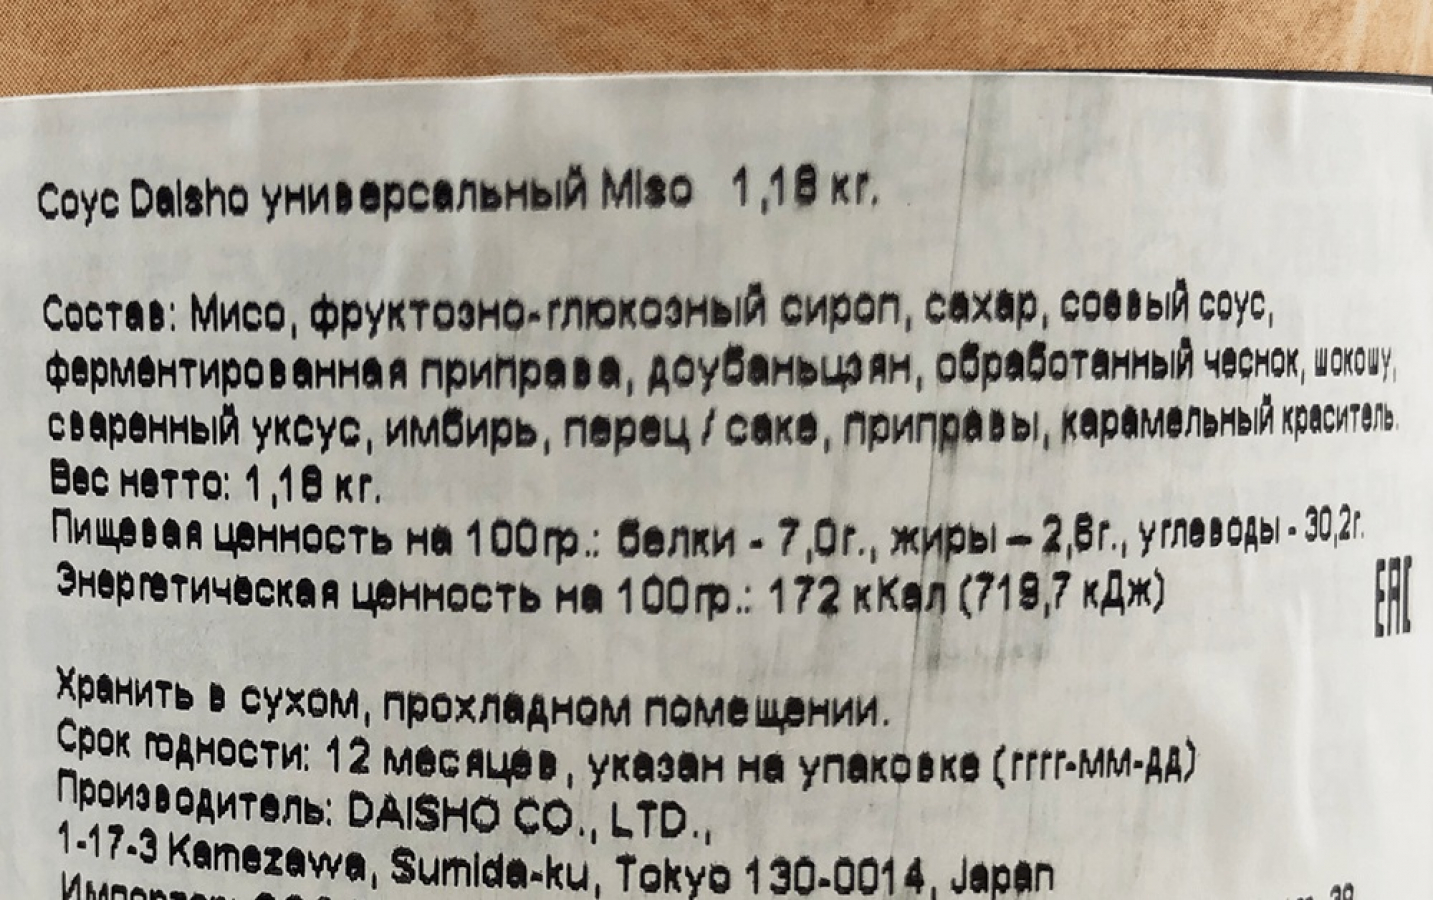 Соус Daisho универсальный Miso 1,18 кг.
Состав: Мисо, фруктозно-глюкозный сироп, сахар, соевый соус,
ферментированная приправа, доубаньцзян, обработанный чеснок, шокошу,
сваренный уксус, имбирь, перец / саке, приправы, карамельный краситель.
Вес нетто: 1,18 кг.
Пищевая ценность на 100гр.: белки - 7,0г., жиры – 2,6г., углеводы - 30,2г.
Энергетическая ценность на 100гр.: 172 кКал (719,7 кДж)
EAC
Хранить в сухом, прохладном помещении.
Срок годности: 12 месяцев, указан на упаковке (гггг-мм-дд)
Производитель: DAISHO CO., LTD.,
1-17-3 Kamezawa, Sumida-ku, Tokyo 130-0014, Japan
Импортер: